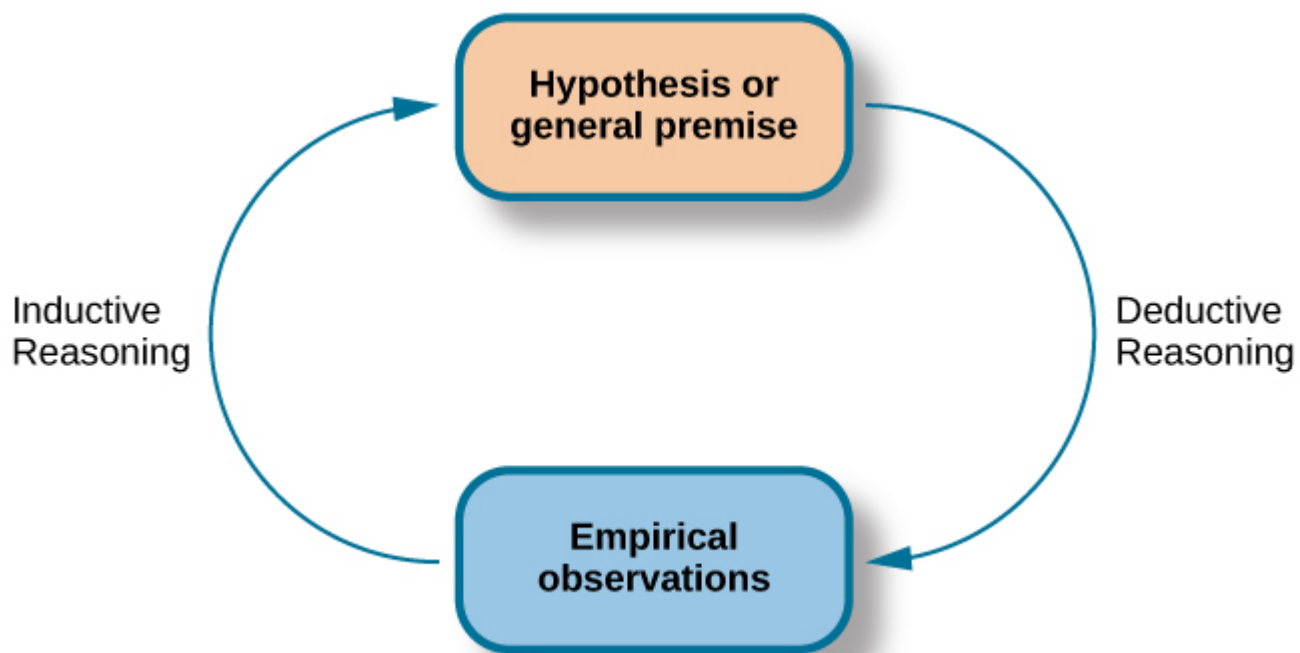 Hypothesis or
general premise
Inductive
Reasoning
Deductive
Reasoning
Empirical
observations